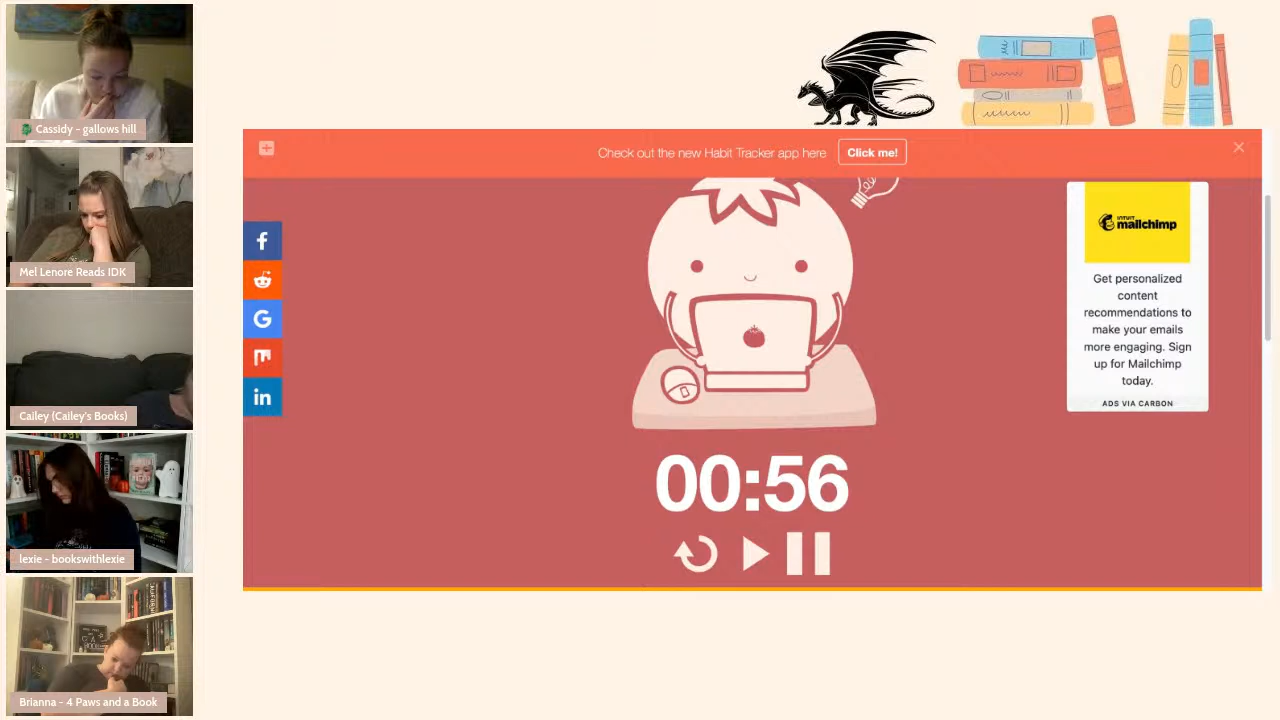 Cassidy - gallows hill
Mel Lenore Reads IDK
Cailey (Cailey's Books)
lexie - bookswithlexie
Brianna - 4 Paws and a Book
Check out the new Habit Tracker app here
Click me!
INTUIT
mailchimp
Get personalized
content
recommendations to
make your emails
more engaging. Sign
up for Mailchimp
today.
ADS VIA CARBON
00:56